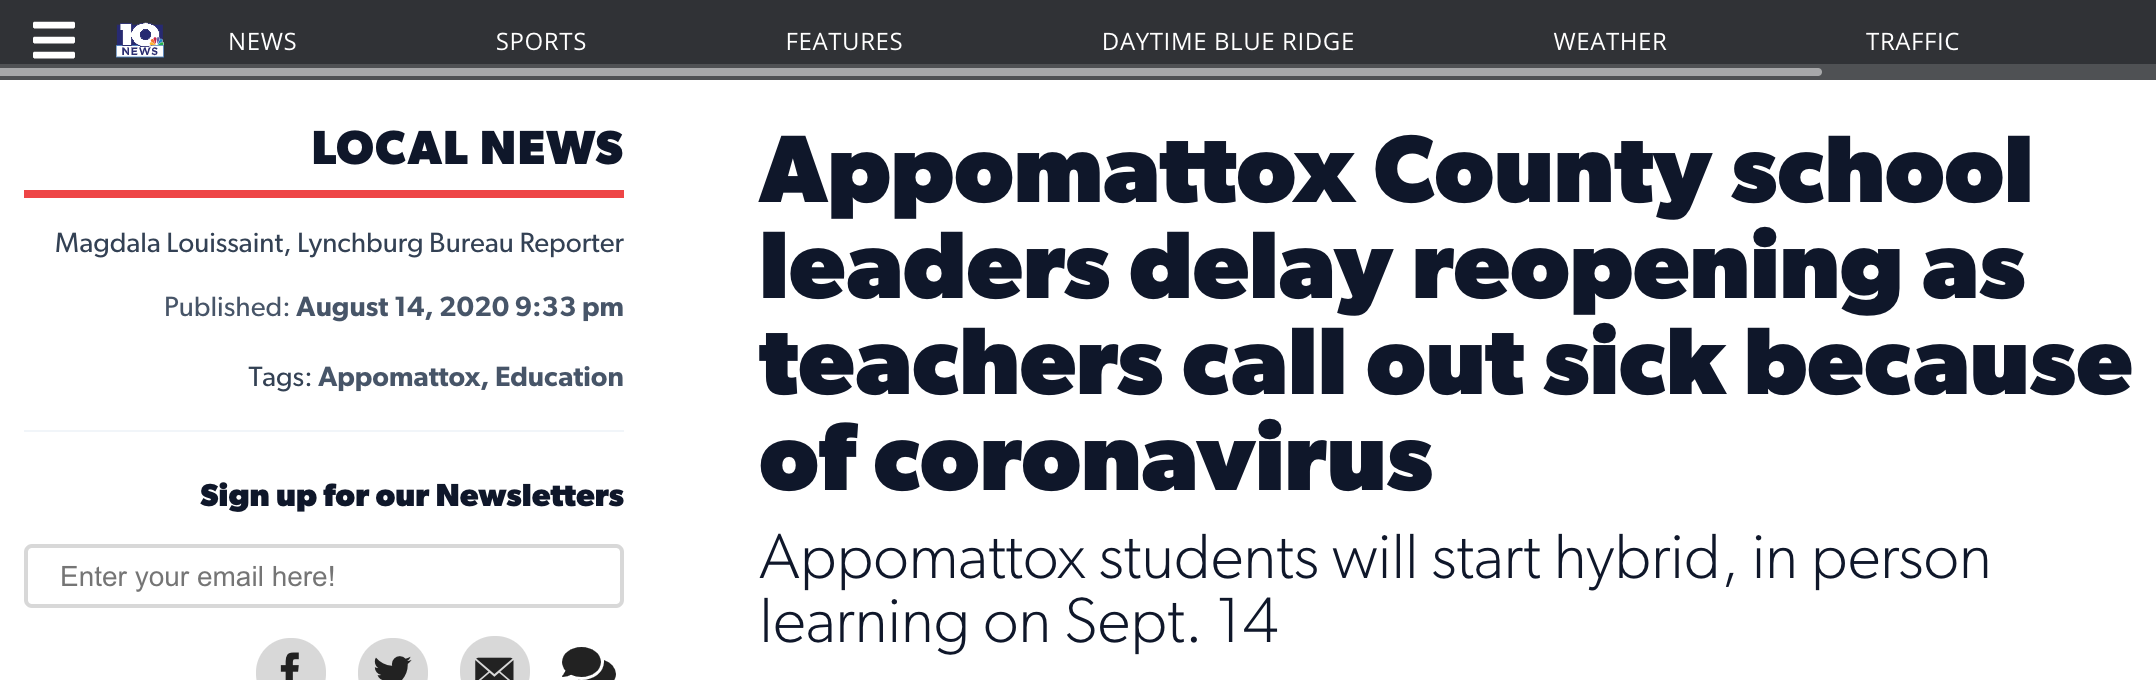 10
NEWS
NEWS
SPORTS
FEATURES
DAYTIME BLUE RIDGE
WEATHER
TRAFFIC
LOCAL NEWS
Magdala Louissaint, Lynchburg Bureau Reporter
Published: August 14, 2020 9:33 pm
Tags: Appomattox, Education
Sign up for our Newsletters
Enter your email here!
Appomattox County school
leaders delay reopening as
teachers call out sick because
of coronavirus
Appomattox students will start hybrid, in person
learning on Sept. 14